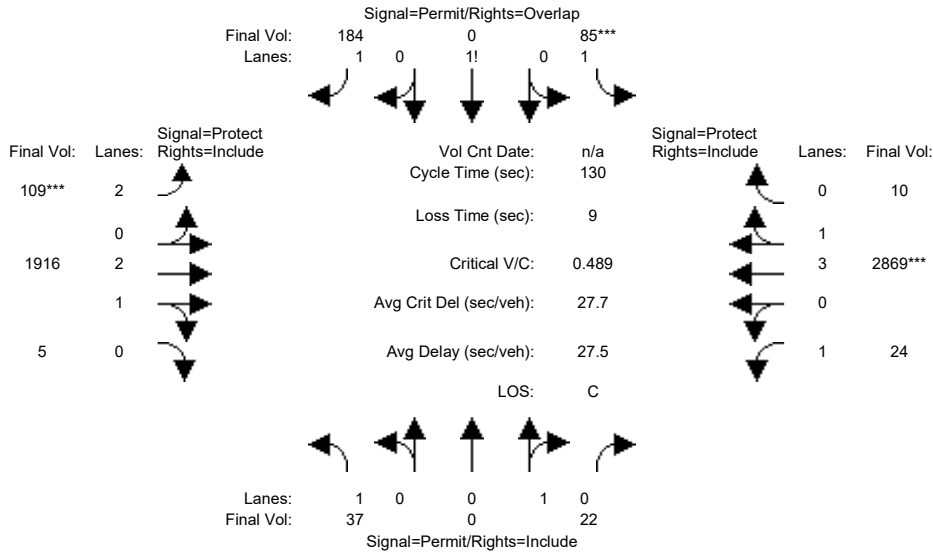 Signal=Permit/Rights=Overlap
Final Vol: 184 0 85***
Lanes: 1 0 1! 0 1
Signal=Protect Signal=Protect
Final Vol: Lanes: Rights=Include Vol Cnt Date: n/a Rights=Include Lanes: Final Vol:
Cycle Time (sec): 130
109*** 2 0 10
Loss Time (sec): 9
0 1
1916 2 Critical V/C: 0.489 3 2869***
1 Avg Crit Del (sec/veh): 27.7 0
5 0 Avg Delay (sec/veh): 27.5 1 24
LOS: C
Lanes: 1 0 0 1 0
Final Vol: 37 0 22
Signal=Permit/Rights=Include